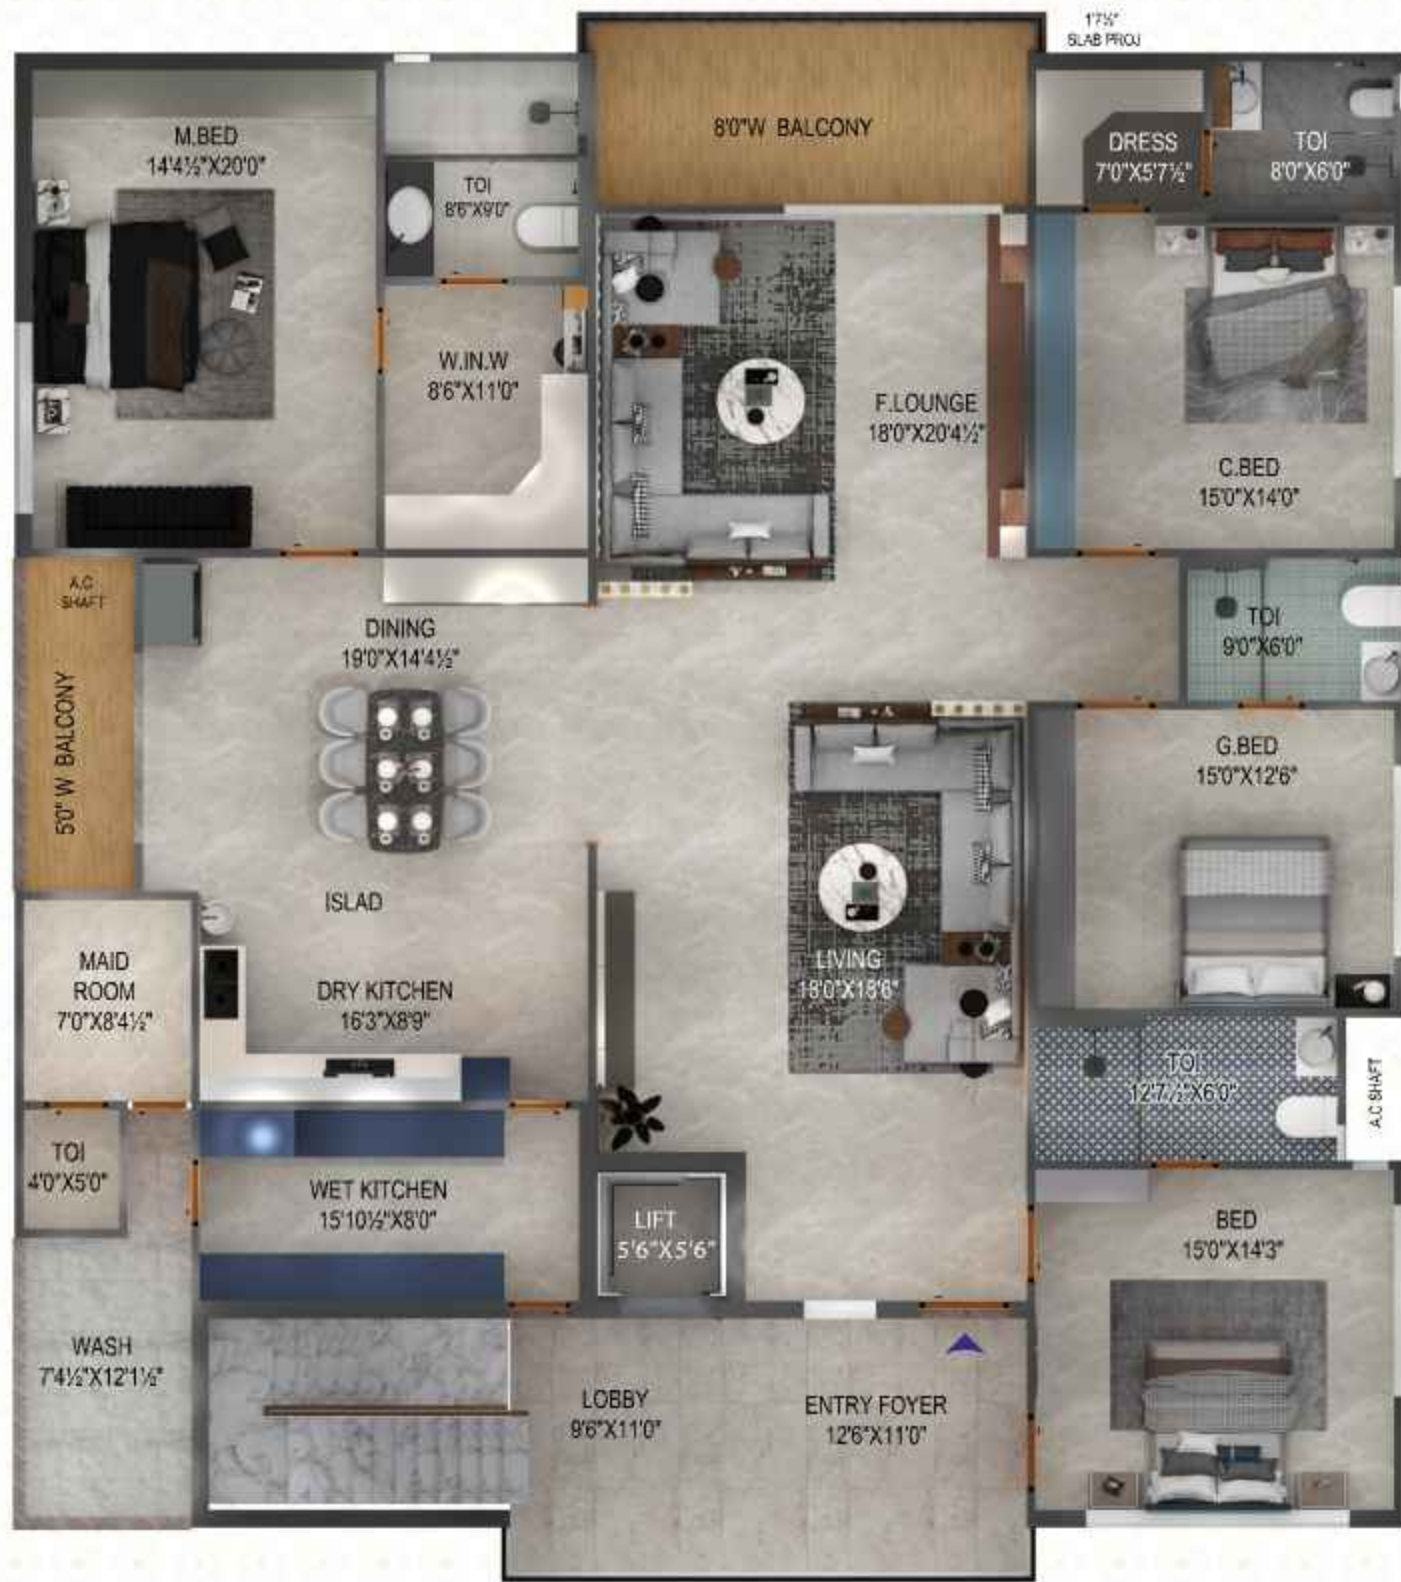 1'7½"
SLAB PROJ
8'0"W BALCONY
M.BED
14'4½"X20'0"
TOI
8'6"X9'0"
DRESS
7'0"X5'7½"
TOI
8'0"X6'0"
W.IN.W
8'6"X11'0"
F.LOUNGE
18'0"X20'4½"
C.BED
15'0"X14'0"
A.C
SHAFT
5'0" W BALCONY
DINING
19'0"X14'4½"
TOI
9'0"X6'0"
G.BED
15'0"X12'6"
ISLAD
MAID
ROOM
7'0"X8'4½"
DRY KITCHEN
16'3"X8'9"
LIVING
18'0"X18'6"
TOI
12'7½"X6'0"
A.C SHAFT
TOI
4'0"X5'0"
WET KITCHEN
15'10½"X8'0"
LIFT
5'6"X5'6"
BED
15'0"X14'3"
WASH
7'4½"X12'1½"
LOBBY
9'6"X11'0"
ENTRY FOYER
12'6"X11'0"